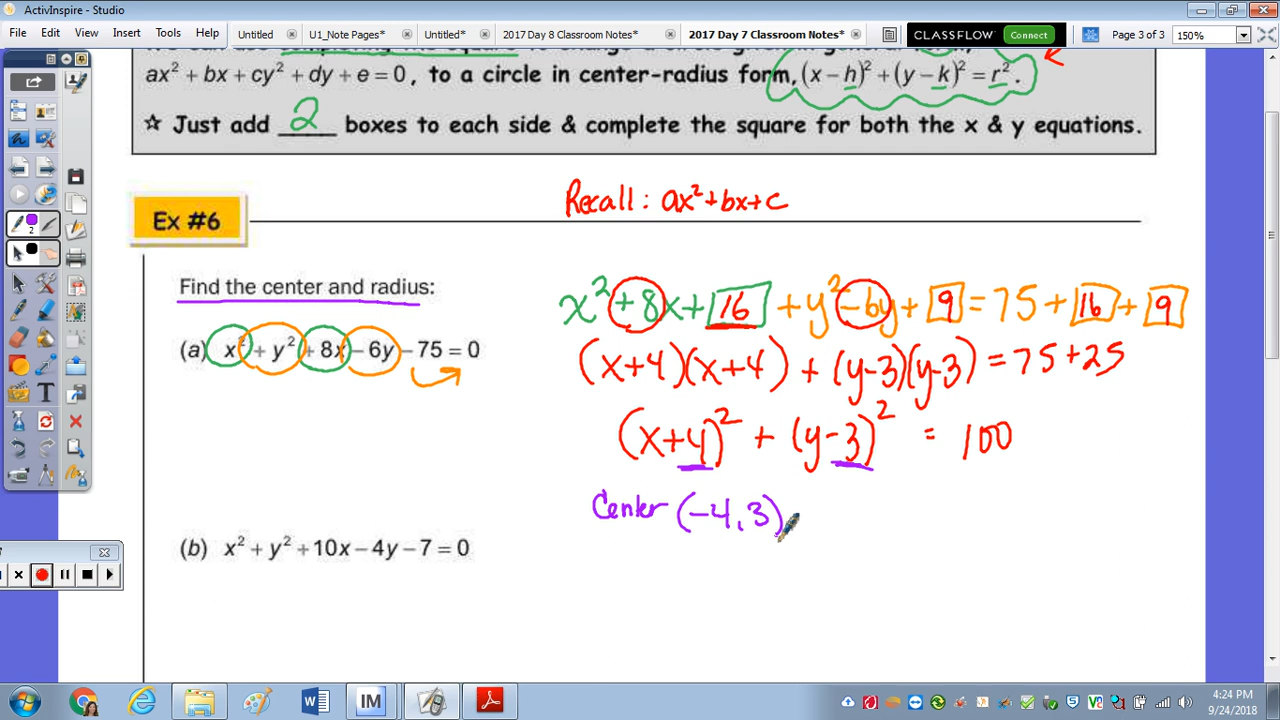 ActivInspire - Studio
File Edit View Insert Tools Help
Untitled U1_Note Pages* Untitled* 2017 Day 7 Classroom Notes* 2017 Day 7 Classroom Notes*
CLASSFLOW Connect Page 3 of 3 150%
ax² + bx + cy² + dy + e = 0, to a circle in center-radius form, (x − h)² + (y − k)² = r².
☆ Just add 2 boxes to each side & complete the square for both the x & y equations.
Recall: ax²+bx+c
Ex #6
Find the center and radius:
x² + 8x + 16 + y² − 6y + 9 = 75 + 16 + 9
(a) x² + y² + 8x − 6y − 75 = 0
(x+4)(x+4) + (y-3)(y-3) = 75+25
(x+4)² + (y-3)² = 100
Center (-4, 3)
(b) x² + y² + 10x − 4y − 7 = 0
2
W IM
4:24 PM
9/24/2018